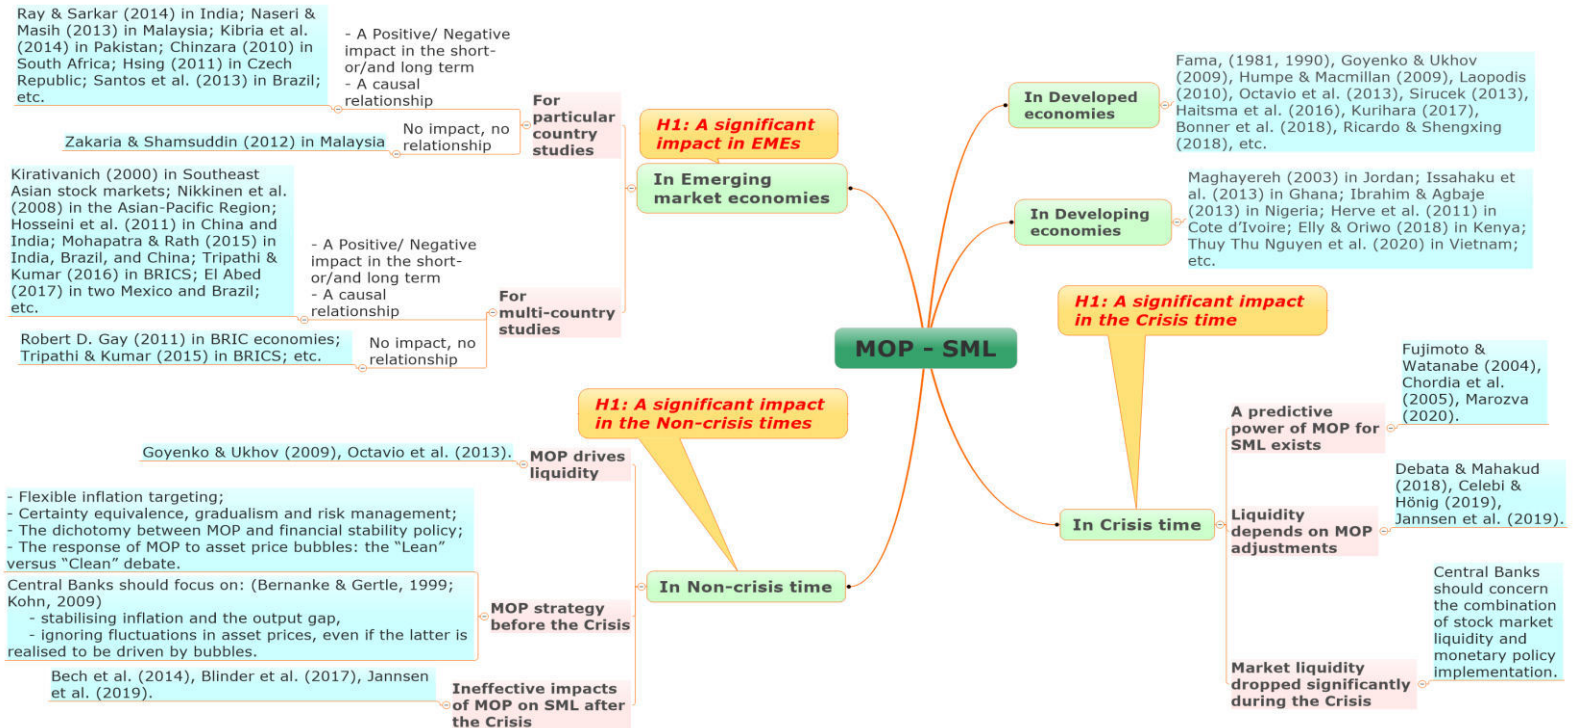 MOP - SML
H1: A significant
impact in EMEs
In Emerging
market economies
For
particular
country
studies
- A Positive/ Negative
impact in the short-
or/and long term
- A causal
relationship
Ray & Sarkar (2014) in India; Naseri &
Masih (2013) in Malaysia; Kibria et al.
(2014) in Pakistan; Chinzara (2010) in
South Africa; Hsing (2011) in Czech
Republic; Santos et al. (2013) in Brazil;
etc.
No impact, no
relationship
Zakaria & Shamsuddin (2012) in Malaysia
For
multi-country
studies
- A Positive/ Negative
impact in the short-
or/and long term
- A causal
relationship
Kirativanich (2000) in Southeast
Asian stock markets; Nikkinen et al.
(2008) in the Asian-Pacific Region;
Hosseini et al. (2011) in China and
India; Mohapatra & Rath (2015) in
India, Brazil, and China; Tripathi &
Kumar (2016) in BRICS; El Abed
(2017) in two Mexico and Brazil;
etc.
No impact, no
relationship
Robert D. Gay (2011) in BRIC economies;
Tripathi & Kumar (2015) in BRICS; etc.
In Developed
economies
Fama, (1981, 1990), Goyenko & Ukhov
(2009), Humpe & Macmillan (2009), Laopodis
(2010), Octavio et al. (2013), Sirucek (2013),
Haitsma et al. (2016), Kurihara (2017),
Bonner et al. (2018), Ricardo & Shengxing
(2018), etc.
In Developing
economies
Maghayereh (2003) in Jordan; Issahaku et
al. (2013) in Ghana; Ibrahim & Agbaje
(2013) in Nigeria; Herve et al. (2011) in
Cote d'Ivoire; Elly & Oriwo (2018) in Kenya;
Thuy Thu Nguyen et al. (2020) in Vietnam;
etc.
H1: A significant impact
in the Crisis time
In Crisis time
A predictive
power of MOP for
SML exists
Fujimoto &
Watanabe (2004),
Chordia et al.
(2005), Marozva
(2020).
Liquidity
depends on MOP
adjustments
Debata & Mahakud
(2018), Celebi &
Hönig (2019),
Jannsen et al. (2019).
Market liquidity
dropped significantly
during the Crisis
Central Banks
should concern
the combination
of stock market
liquidity and
monetary policy
implementation.
H1: A significant impact
in the Non-crisis times
In Non-crisis time
MOP drives
liquidity
Goyenko & Ukhov (2009), Octavio et al. (2013).
MOP strategy
before the Crisis
- Flexible inflation targeting;
- Certainty equivalence, gradualism and risk management;
- The dichotomy between MOP and financial stability policy;
- The response of MOP to asset price bubbles: the "Lean"
versus "Clean" debate.
Central Banks should focus on: (Bernanke & Gertle, 1999;
Kohn, 2009)
- stabilising inflation and the output gap,
- ignoring fluctuations in asset prices, even if the latter is
realised to be driven by bubbles.
Ineffective impacts
of MOP on SML after
the Crisis
Bech et al. (2014), Blinder et al. (2017), Jannsen
et al. (2019).